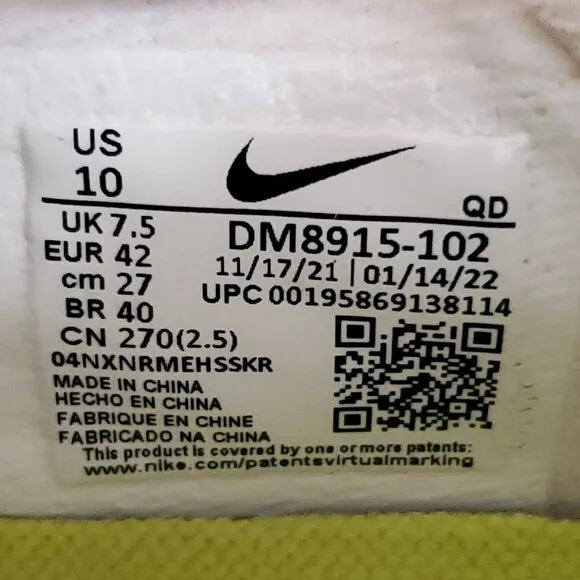 US
10
QD
UK 7.5
EUR 42
cm 27
BR 40
CN 270(2.5)
DM8915-102
11/17/21 | 01/14/22
UPC 00195869138114
04NXNRMEHSSKR
MADE IN CHINA
HECHO EN CHINA
FABRIQUE EN CHINE
FABRICADO NA CHINA
This product is covered by one or more patents:
www.nike.com/patentsvirtualmarking